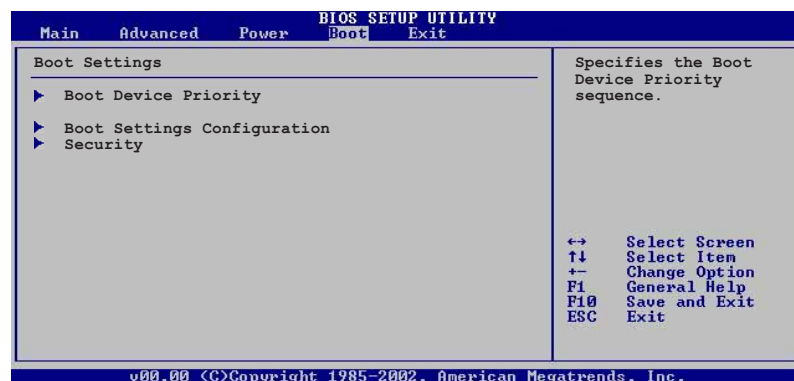 BIOS SETUP UTILITY
Main Advanced Power Boot Exit
Boot Settings
Boot Device Priority
Boot Settings Configuration
Security
Specifies the Boot
Device Priority
sequence.
←→ Select Screen
↑↓ Select Item
+- Change Option
F1 General Help
F10 Save and Exit
ESC Exit
v00.00 (C)Copyright 1985-2002, American Megatrends, Inc.